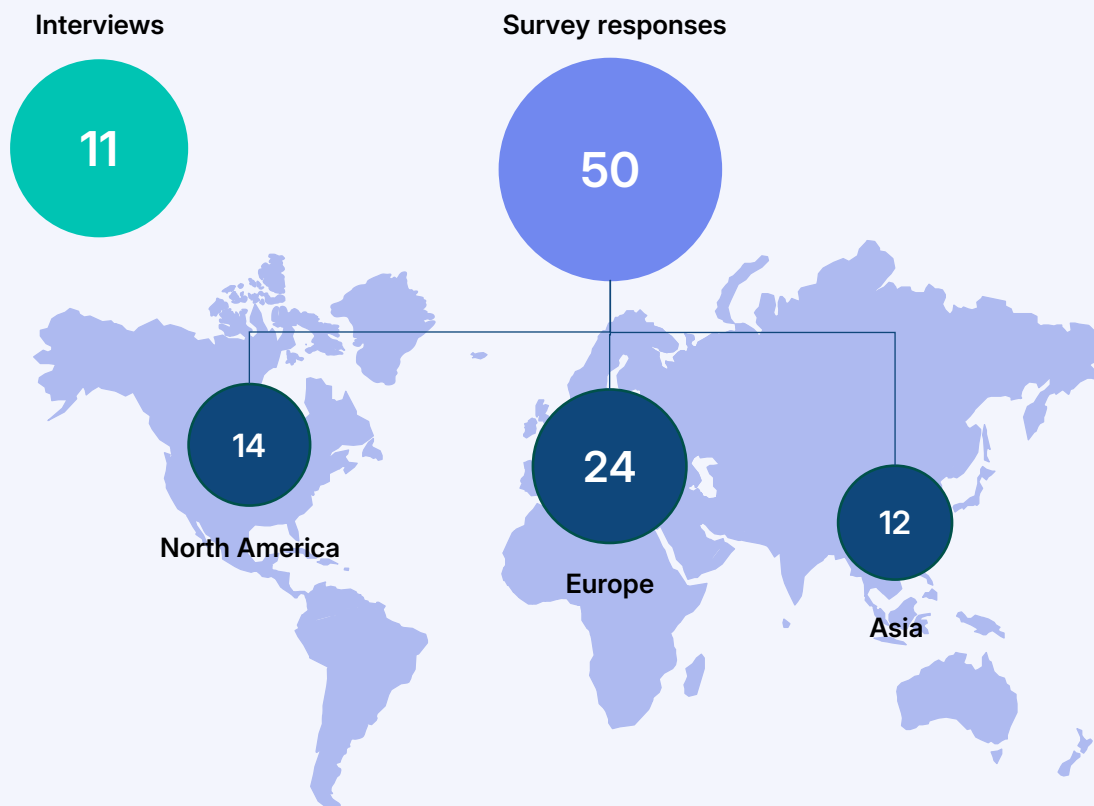 Interviews
Survey responses
11
50
14
24
12
North America
Europe
Asia